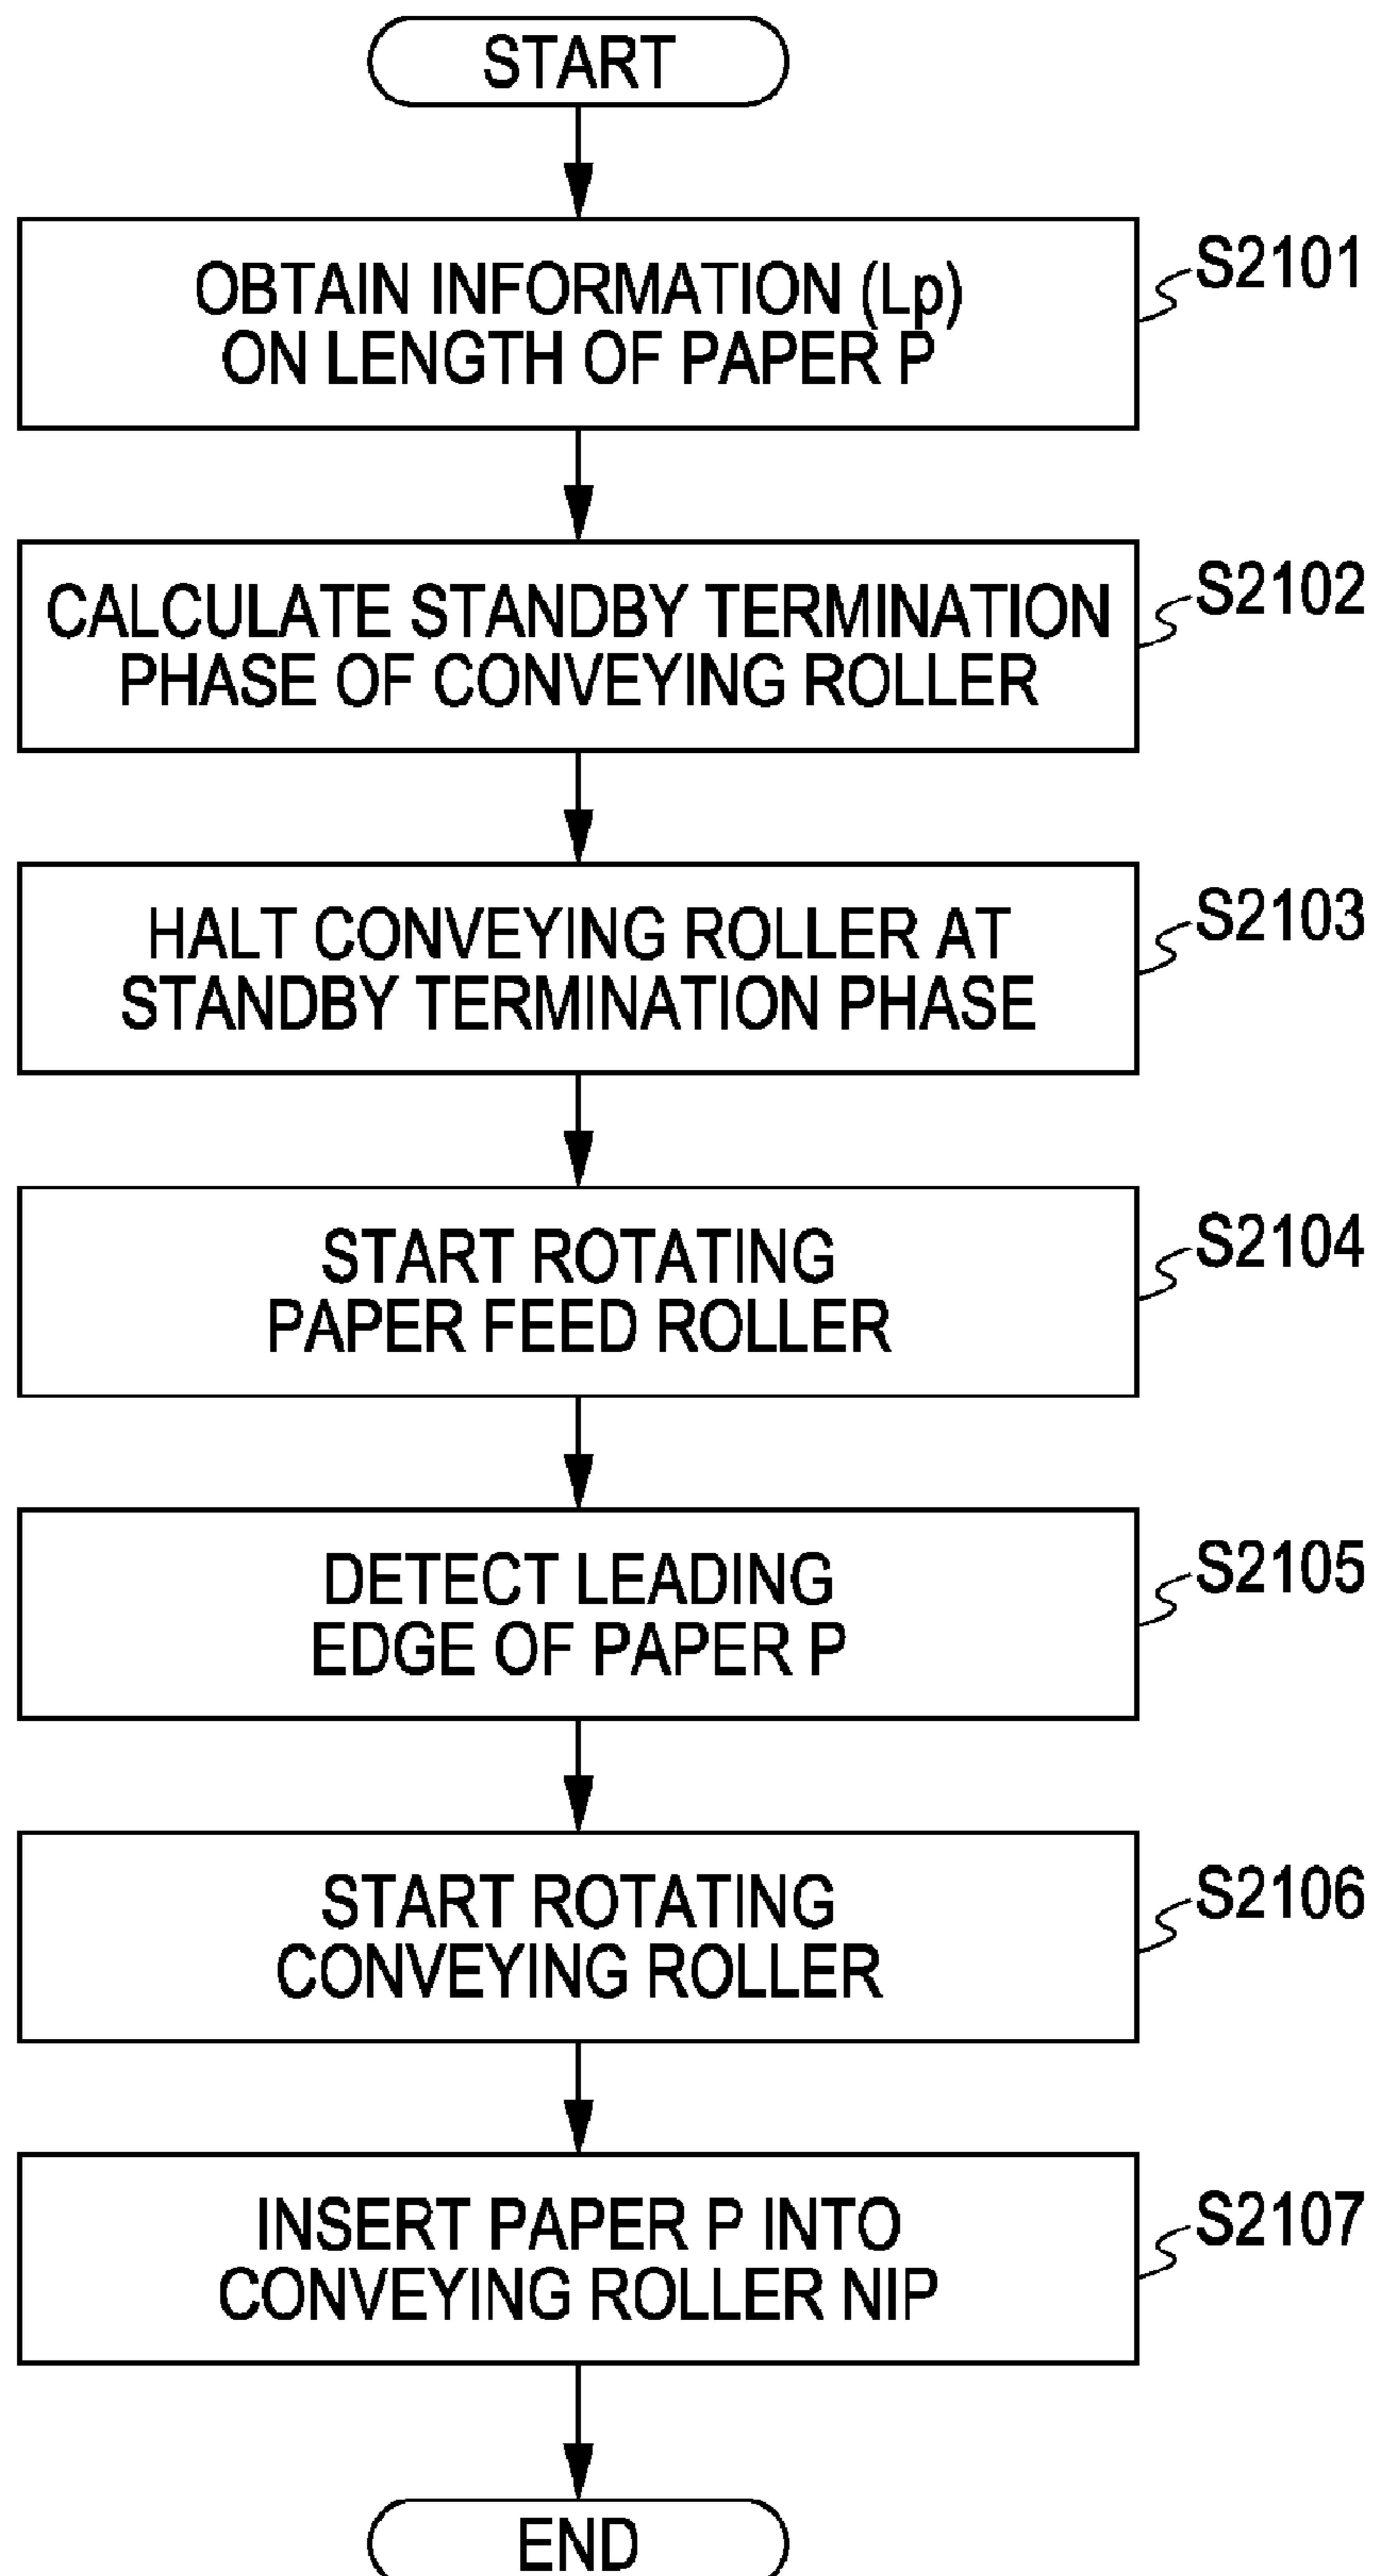 START
OBTAIN INFORMATION (Lp)
ON LENGTH OF PAPER P
S2101
CALCULATE STANDBY TERMINATION
PHASE OF CONVEYING ROLLER
S2102
HALT CONVEYING ROLLER AT
STANDBY TERMINATION PHASE
S2103
START ROTATING
PAPER FEED ROLLER
S2104
DETECT LEADING
EDGE OF PAPER P
S2105
START ROTATING
CONVEYING ROLLER
S2106
INSERT PAPER P INTO
CONVEYING ROLLER NIP
S2107
END